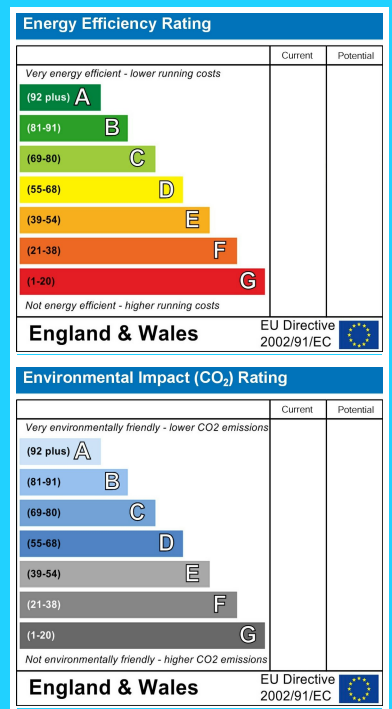 Energy Efficiency Rating
Current Potential
Very energy efficient - lower running costs
(92 plus) A
(81-91) B
(69-80) C
(55-68) D
(39-54) E
(21-38) F
(1-20) G
Not energy efficient - higher running costs
England & Wales EU Directive 2002/91/EC
Environmental Impact (CO₂) Rating
Current Potential
Very environmentally friendly - lower CO2 emissions
(92 plus) A
(81-91) B
(69-80) C
(55-68) D
(39-54) E
(21-38) F
(1-20) G
Not environmentally friendly - higher CO2 emissions
England & Wales EU Directive 2002/91/EC